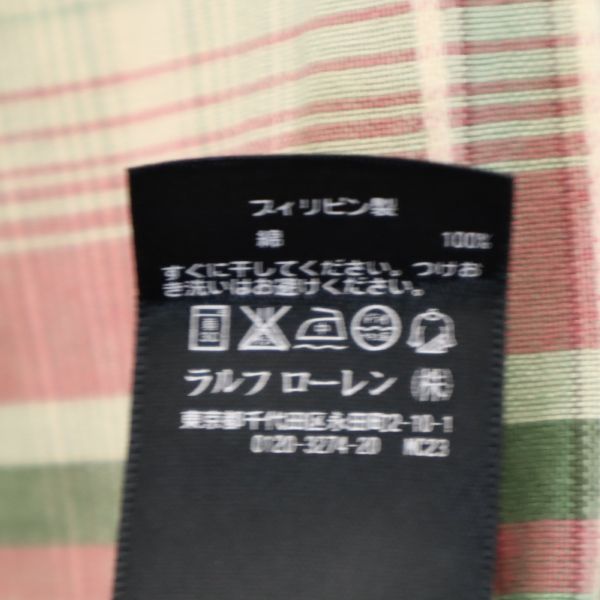 フィリピン製
綿 100%
すぐに干してください。つけお
き洗いはお避けください。
中
ラルフ ローレン (株)
東京都千代田区永田町2-10-1
0120-3274-20 NC23